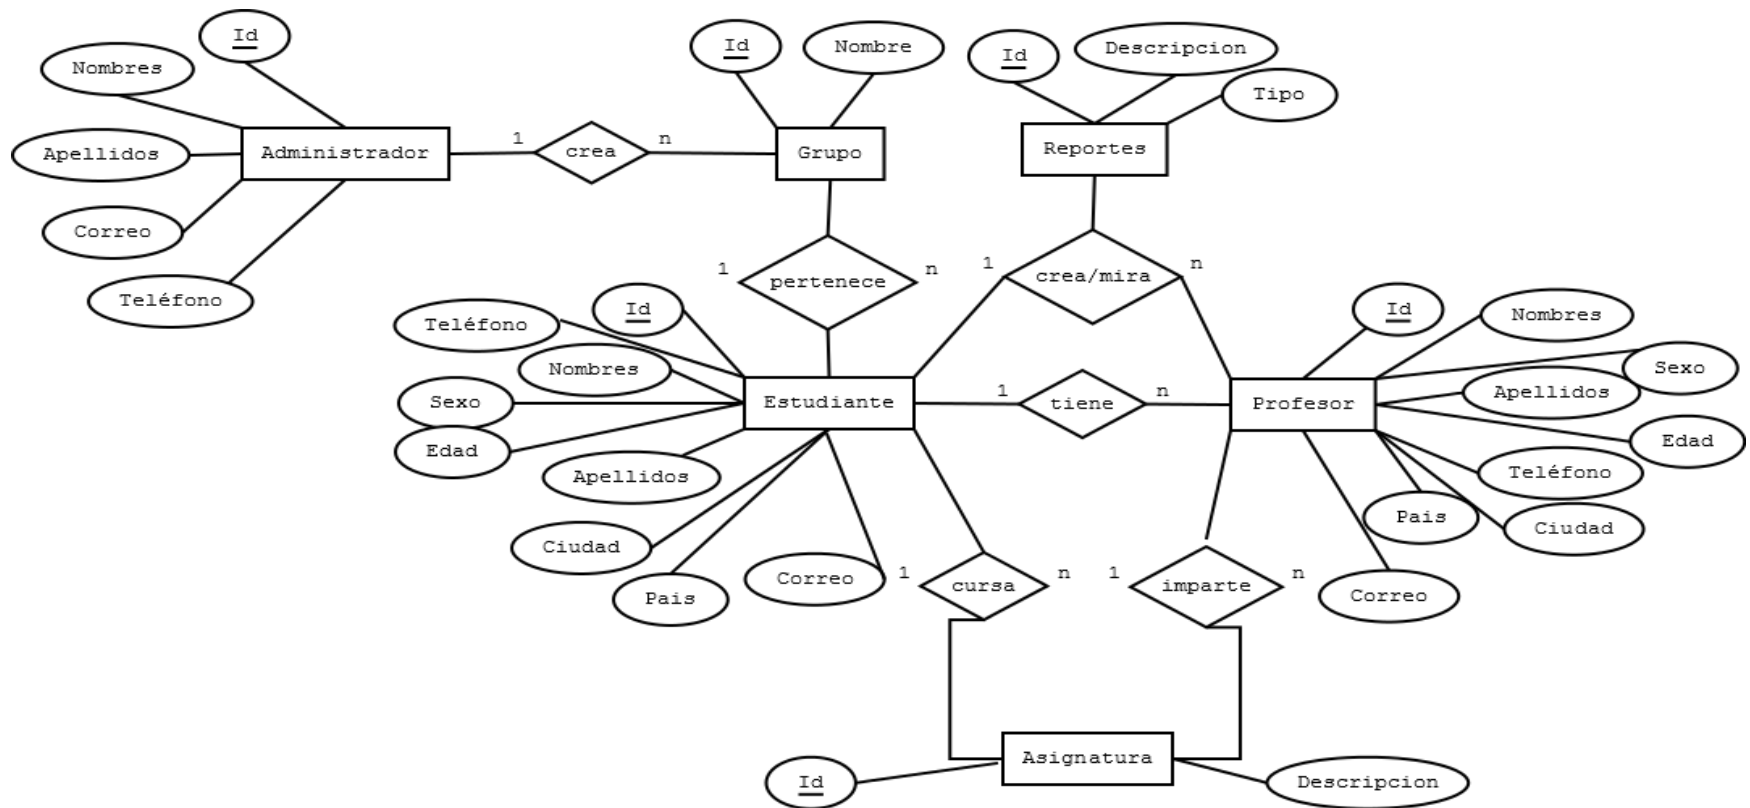 Id
Nombres
Apellidos
Correo
Teléfono
Administrador
1
crea
n
Id
Nombre
Grupo
Id
Descripcion
Tipo
Reportes
1
pertenece
n
1
crea/mira
n
Id
Teléfono
Nombres
Sexo
Edad
Apellidos
Ciudad
Pais
Correo
Estudiante
1
tiene
n
Profesor
Id
Nombres
Sexo
Apellidos
Edad
Teléfono
Pais
Ciudad
Correo
1
cursa
n
1
imparte
n
Asignatura
Id
Descripcion